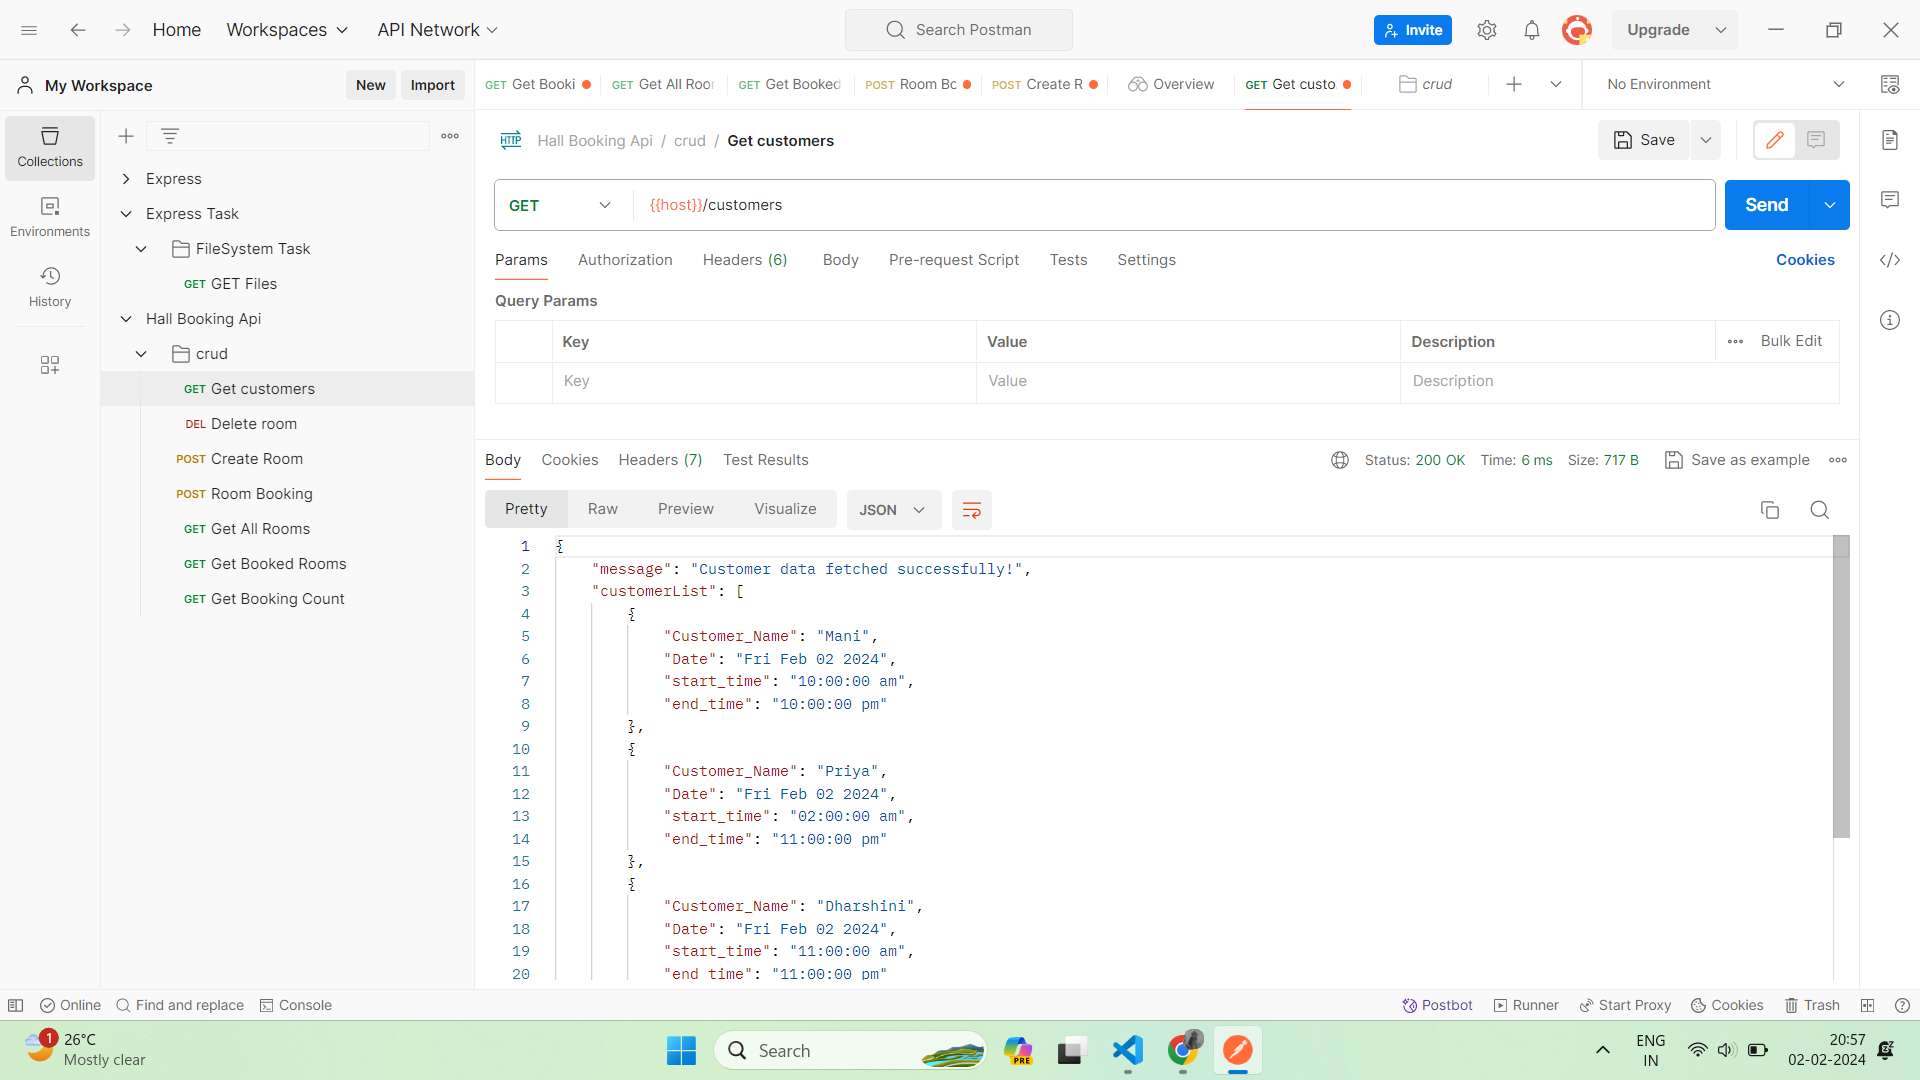 Home Workspaces API Network Search Postman Invite Upgrade
My Workspace New Import
GET Get Booki GET Get All Roor GET Get Booked POST Room Bc POST Create R Overview GET Get custo crud No Environment
Collections
Environments
History
Express
Express Task
FileSystem Task
GET GET Files
Hall Booking Api
crud
GET Get customers
DEL Delete room
POST Create Room
POST Room Booking
GET Get All Rooms
GET Get Booked Rooms
GET Get Booking Count
HTTP Hall Booking Api / crud / Get customers Save
GET {{host}}/customers Send
Params Authorization Headers (6) Body Pre-request Script Tests Settings Cookies
Query Params
Key Value Description Bulk Edit
Key Value Description
Body Cookies Headers (7) Test Results Status: 200 OK Time: 6 ms Size: 717 B Save as example
Pretty Raw Preview Visualize JSON
1 {
2 "message": "Customer data fetched successfully!",
3 "customerList": [
4 {
5 "Customer_Name": "Mani",
6 "Date": "Fri Feb 02 2024",
7 "start_time": "10:00:00 am",
8 "end_time": "10:00:00 pm"
9 },
10 {
11 "Customer_Name": "Priya",
12 "Date": "Fri Feb 02 2024",
13 "start_time": "02:00:00 am",
14 "end_time": "11:00:00 pm"
15 },
16 {
17 "Customer_Name": "Dharshini",
18 "Date": "Fri Feb 02 2024",
19 "start_time": "11:00:00 am",
20 "end_time": "11:00:00 pm"
Online Find and replace Console Postbot Runner Start Proxy Cookies Trash
1 26°C
Mostly clear
Search
PRE
ENG
IN
20:57
02-02-2024